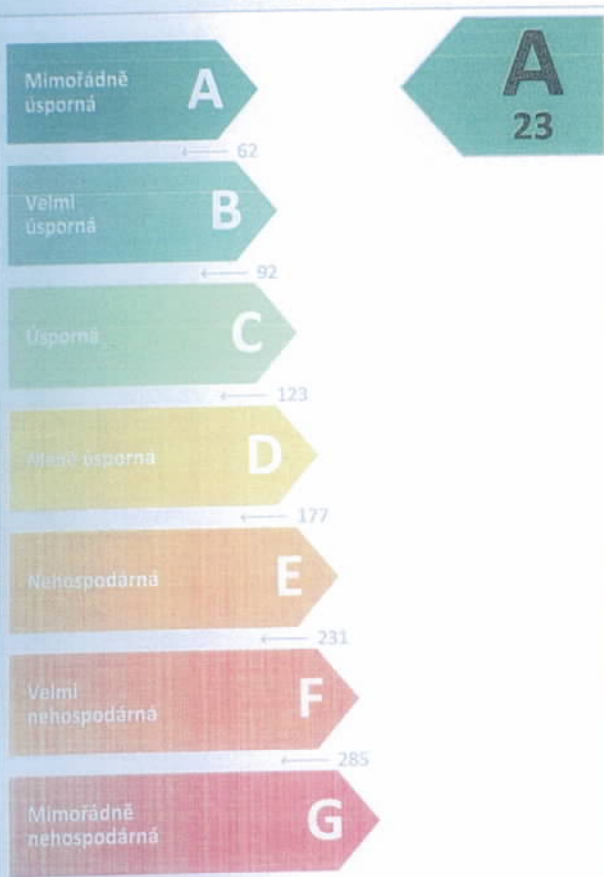 Mimořádně
úsporná
A
62
Velmi
úsporná
B
92
Úsporná
C
123
Méně úsporná
D
177
Nehospodárná
E
231
Velmi
nehospodárná
F
285
Mimořádně
nehospodárná
G
A
23